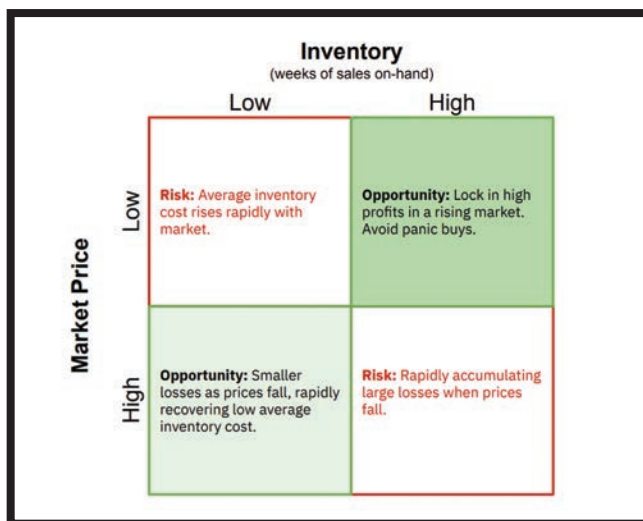 Inventory
(weeks of sales on-hand)
Low
High
Market Price
Low
High
Risk: Average inventory
cost rises rapidly with
market.
Opportunity: Lock in high
profits in a rising market.
Avoid panic buys.
Opportunity: Smaller
losses as prices fall, rapidly
recovering low average
inventory cost.
Risk: Rapidly accumulating
large losses when prices
fall.